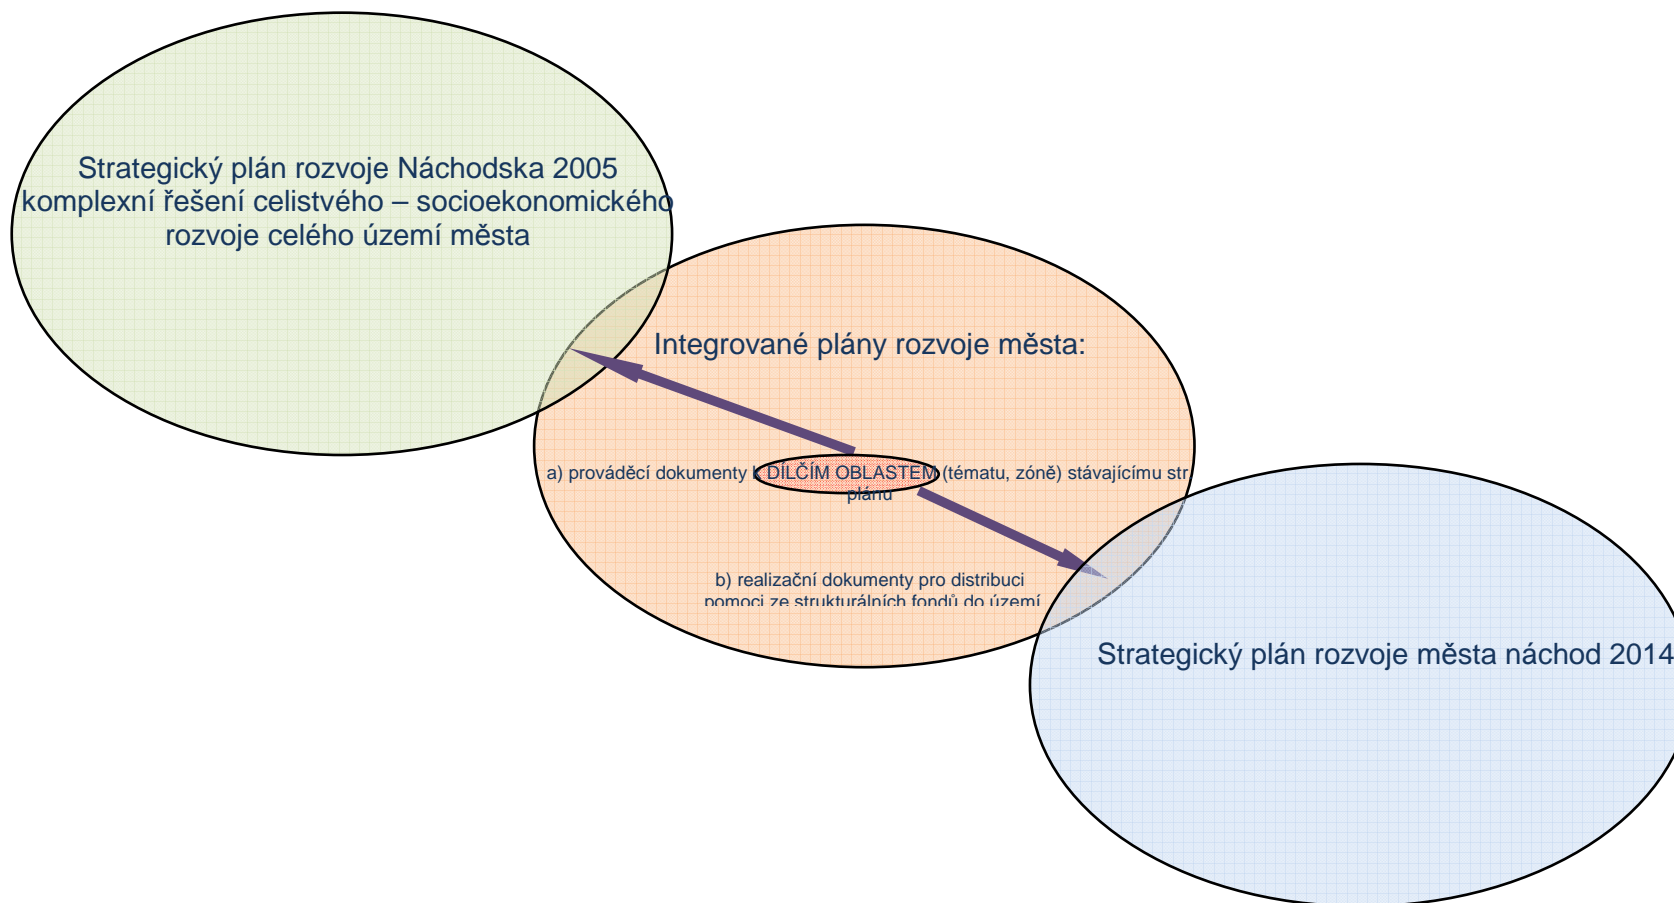 Strategický plán rozvoje Náchodska 2005
komplexní řešení celistvého – socioekonomického
rozvoje celého území města
Integrované plány rozvoje města:
a) prováděcí dokumenty k DÍLČÍM OBLASTEM (tématu, zóně) stávajícímu str
plánu
b) realizační dokumenty pro distribuci
pomoci ze strukturálních fondů do území
Strategický plán rozvoje města náchod 2014